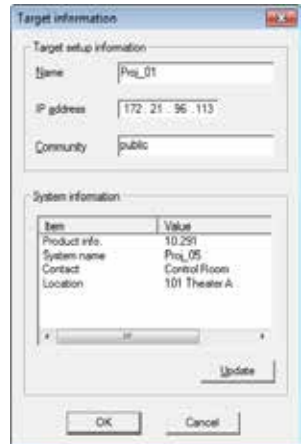 Target information
Target setup information
Name Proj_01
IP address 172 . 21 . 96 . 113
Community public
System information
Item Value
Product info. 10.291
System name Proj_05
Contact Control Room
Location 101 Theater A
Update
OK Cancel